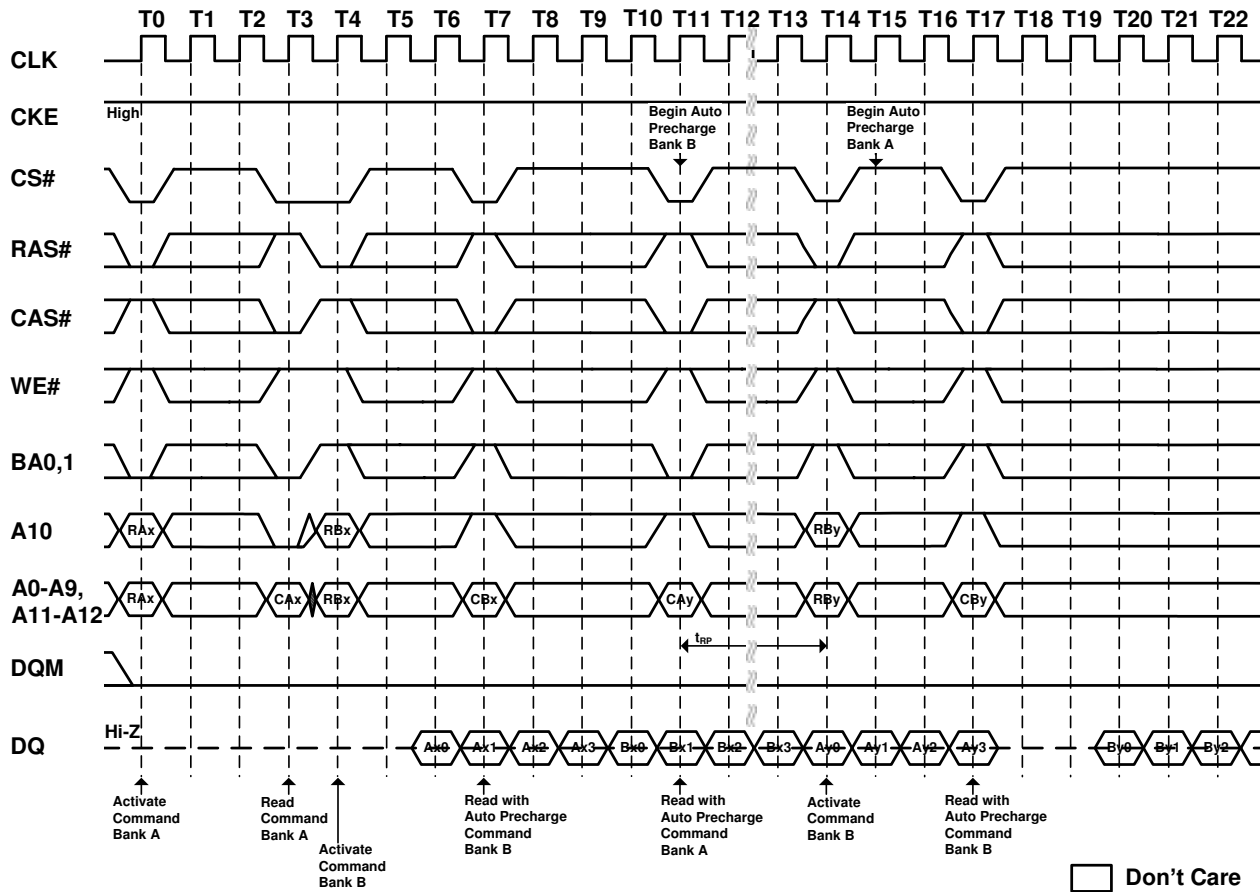 T0 T1 T2 T3 T4 T5 T6 T7 T8 T9 T10 T11 T12 T13 T14 T15 T16 T17 T18 T19 T20 T21 T22
CLK
CKE
High
Begin Auto
Precharge
Bank B
Begin Auto
Precharge
Bank A
CS#
RAS#
CAS#
WE#
BA0,1
A10
RAx RBx RBy
A0-A9,
A11-A12
RAx CAx RBx CBx CAy RBy CBy
tRP
DQM
DQ
Hi-Z
Ax0 Ax1 Ax2 Ax3 Bx0 Bx1 Bx2 Bx3 Ay0 Ay1 Ay2 Ay3 By0 By1 By2
Activate
Command
Bank A
Read
Command
Bank A
Activate
Command
Bank B
Read with
Auto Precharge
Command
Bank B
Read with
Auto Precharge
Command
Bank A
Activate
Command
Bank B
Read with
Auto Precharge
Command
Bank B
Don't Care